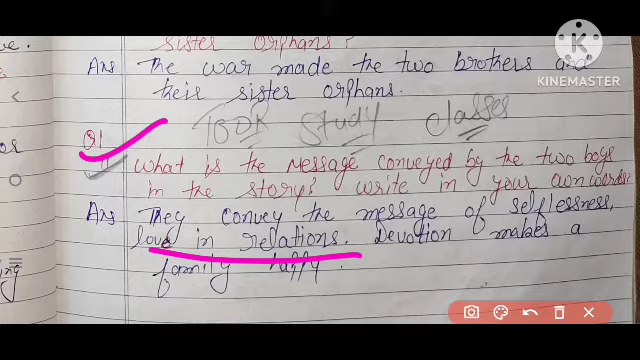 ve.
sister orphans?
Ans The war made the two brothers and
their sister orphans.
KINEMASTER
Study Classes
Q1
What is the message conveyed by the two boys
in the story? Write in your own words
Ans They convey the message of selflessness,
love in relations. Devotion makes a
family happy.